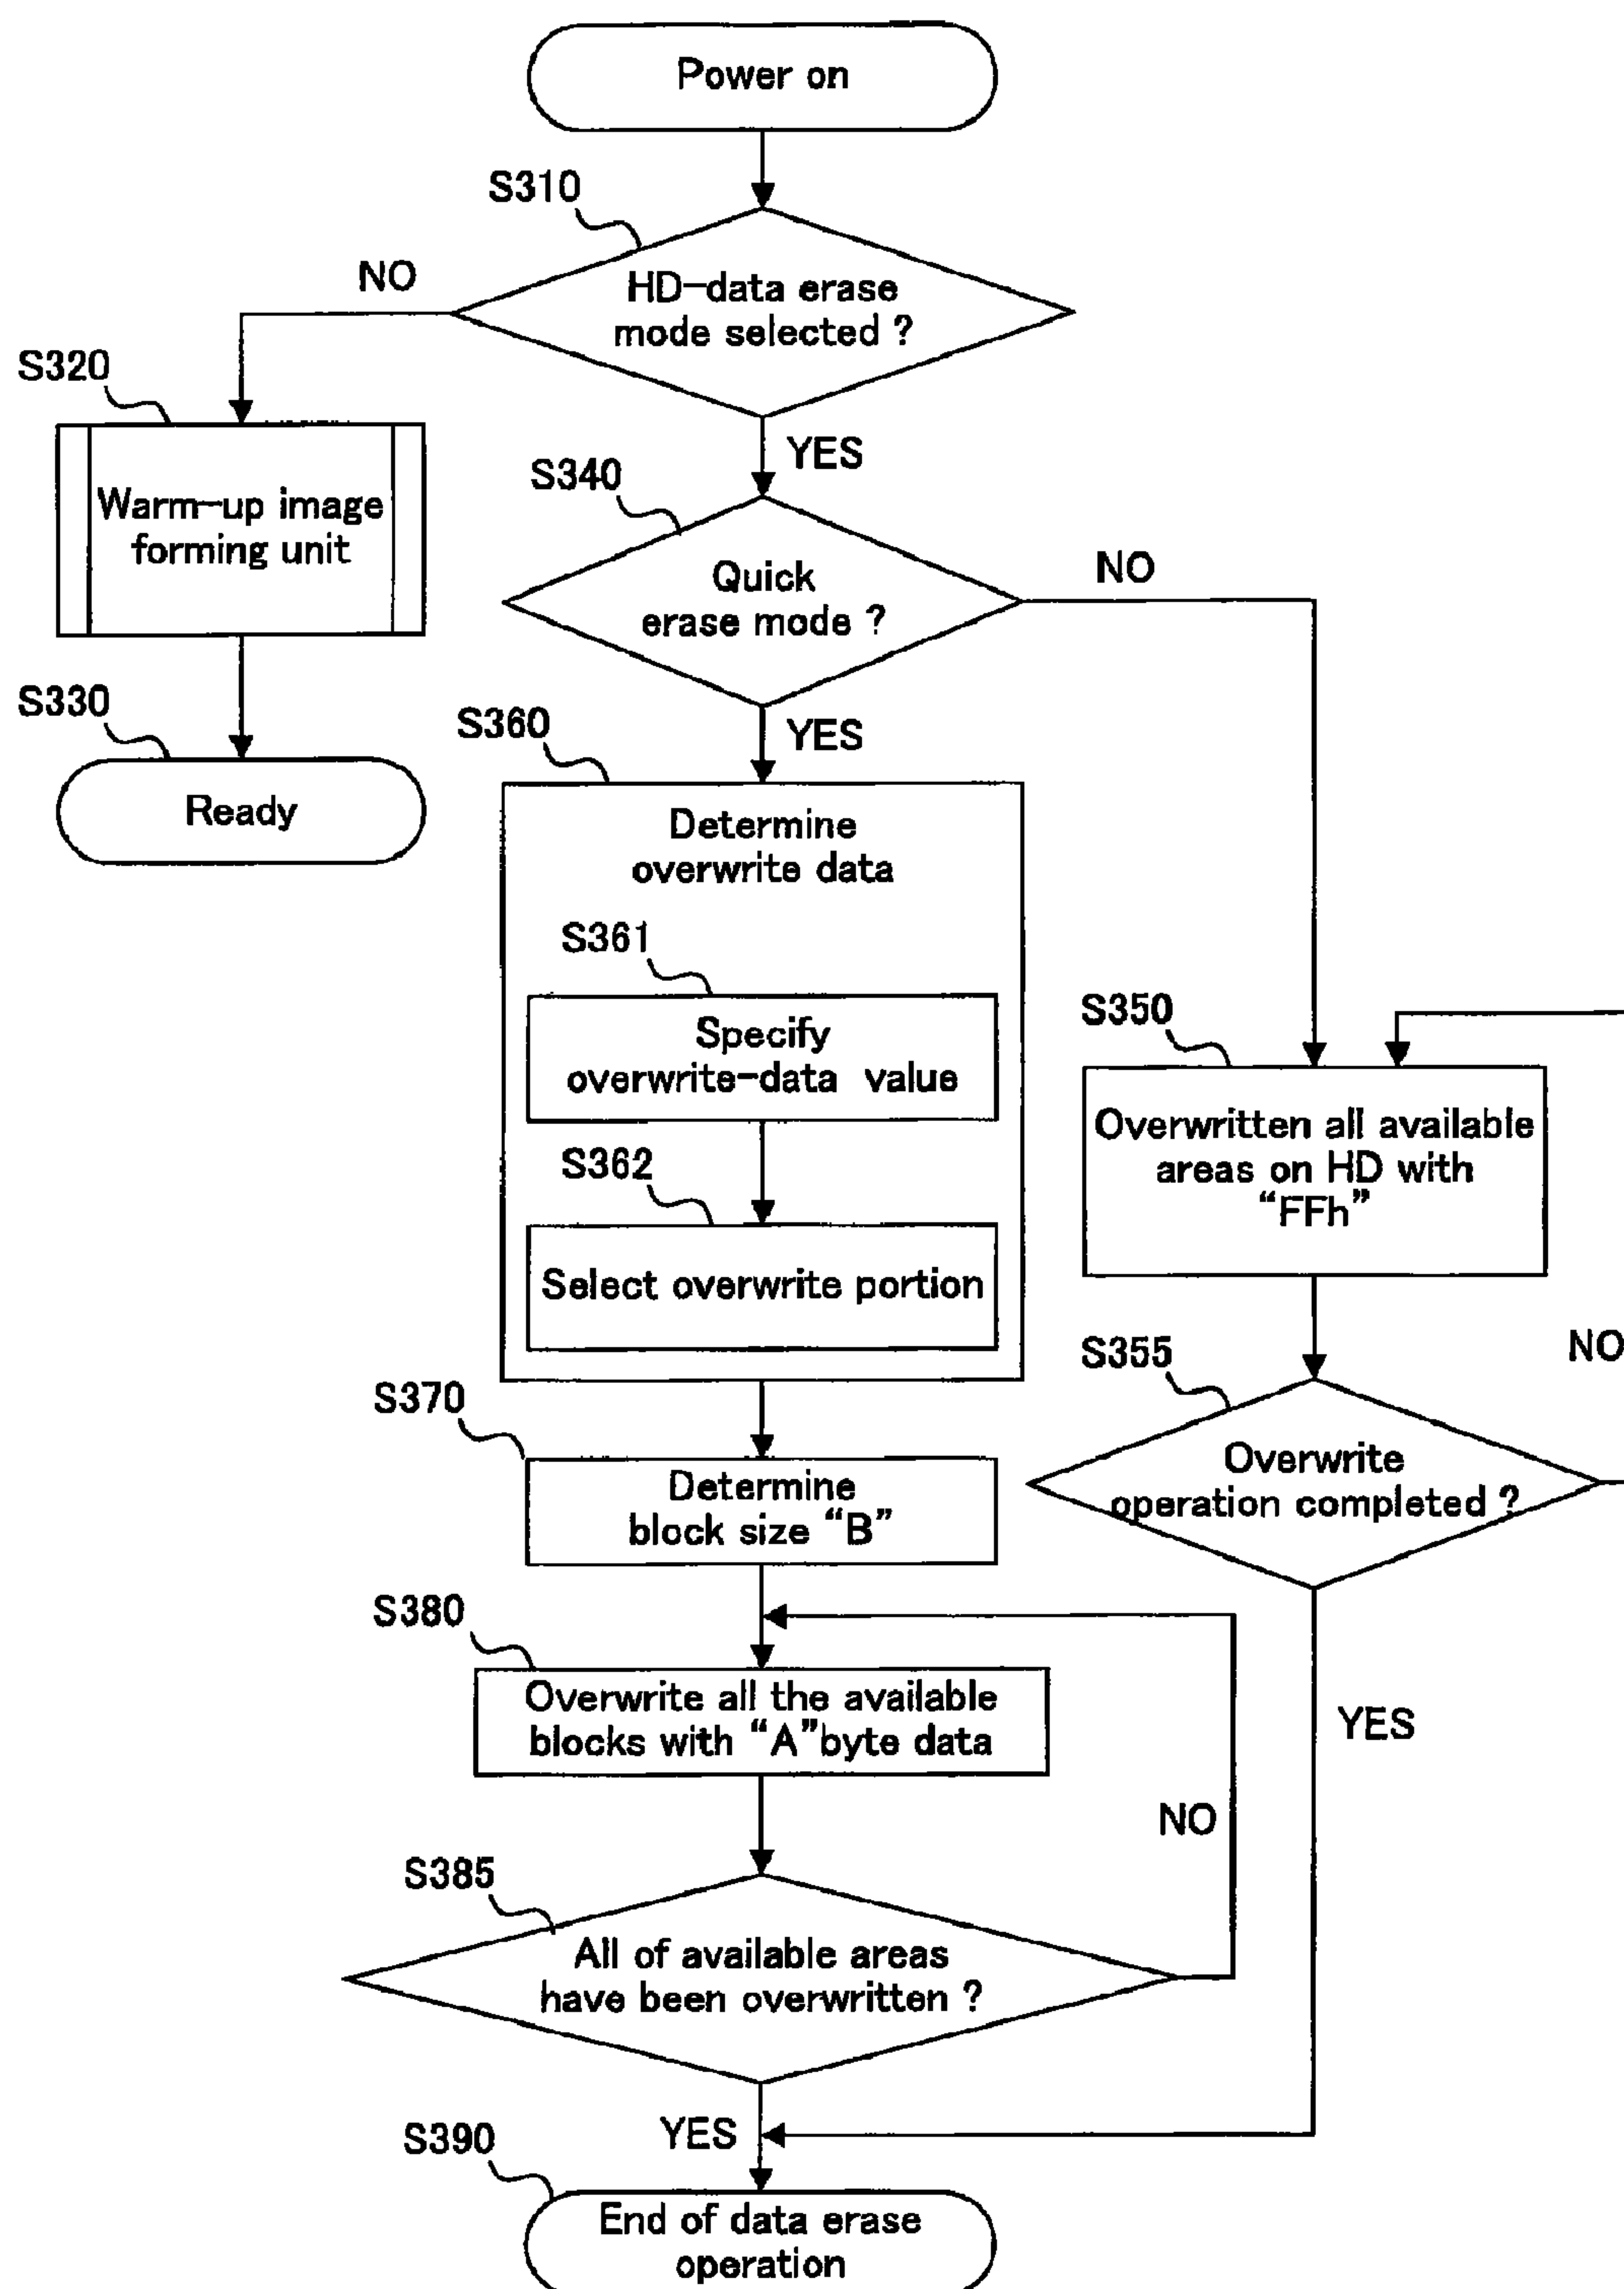 Power on
S310
HD-data erase
mode selected ?
NO
YES
S320
Warm-up image
forming unit
S330
Ready
S340
Quick
erase mode ?
NO
YES
S360
Determine
overwrite data
S361
Specify
overwrite-data value
S362
Select overwrite portion
S350
Overwritten all available
areas on HD with
“FFh”
S355
Overwrite
operation completed ?
NO
YES
S370
Determine
block size “B”
S380
Overwrite all the available
blocks with “A”byte data
NO
S385
All of available areas
have been overwritten ?
YES
S390
End of data erase
operation